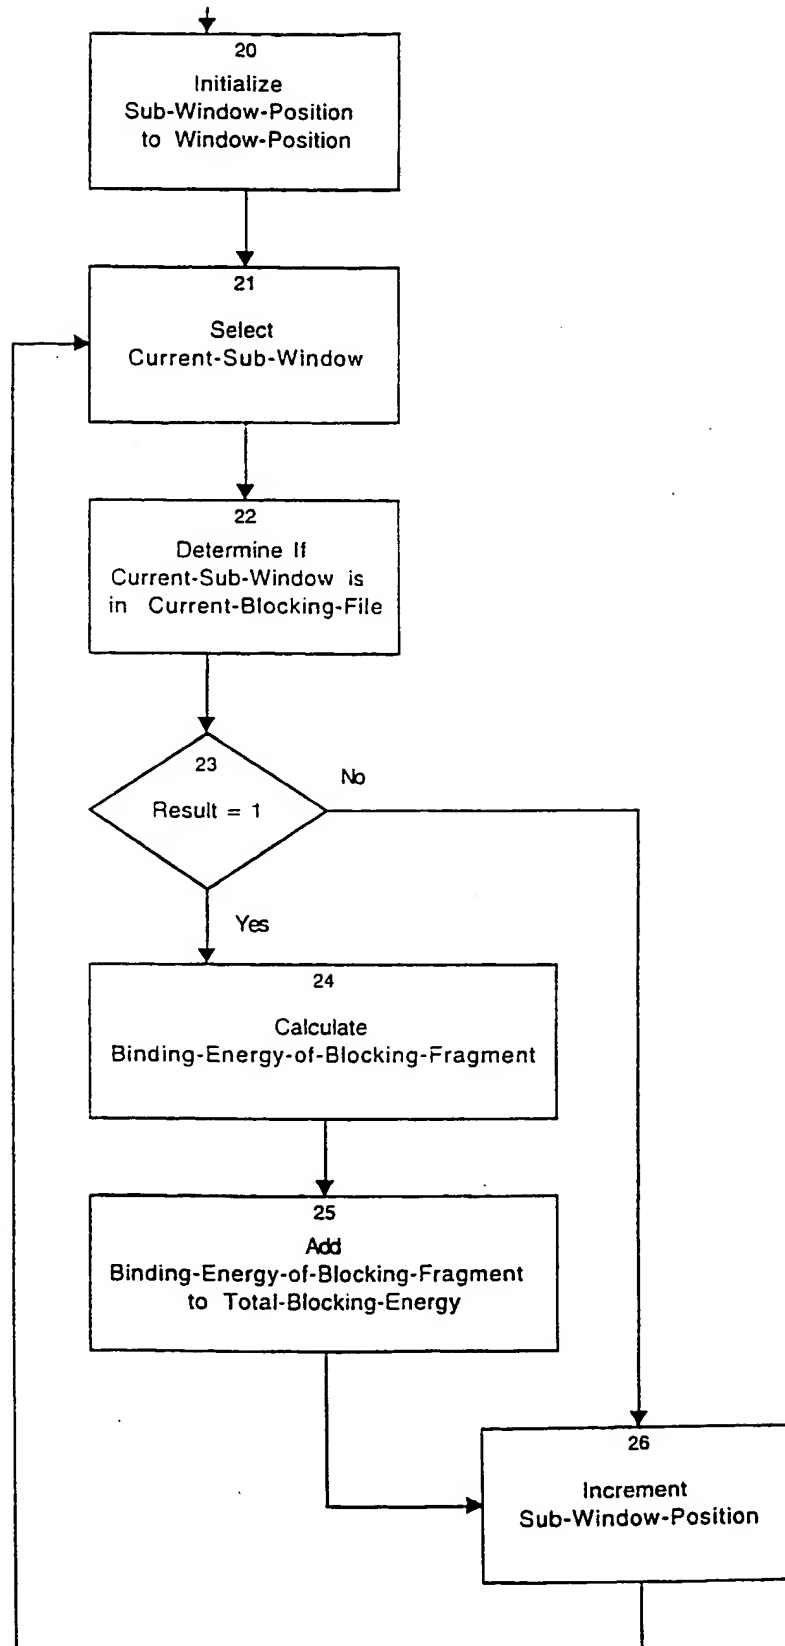 20
Initialize
Sub-Window-Position
to Window-Position
21
Select
Current-Sub-Window
22
Determine If
Current-Sub-Window is
in Current-Blocking-File
23
Result = 1
No
Yes
24
Calculate
Binding-Energy-of-Blocking-Fragment
25
Add
Binding-Energy-of-Blocking-Fragment
to Total-Blocking-Energy
26
Increment
Sub-Window-Position